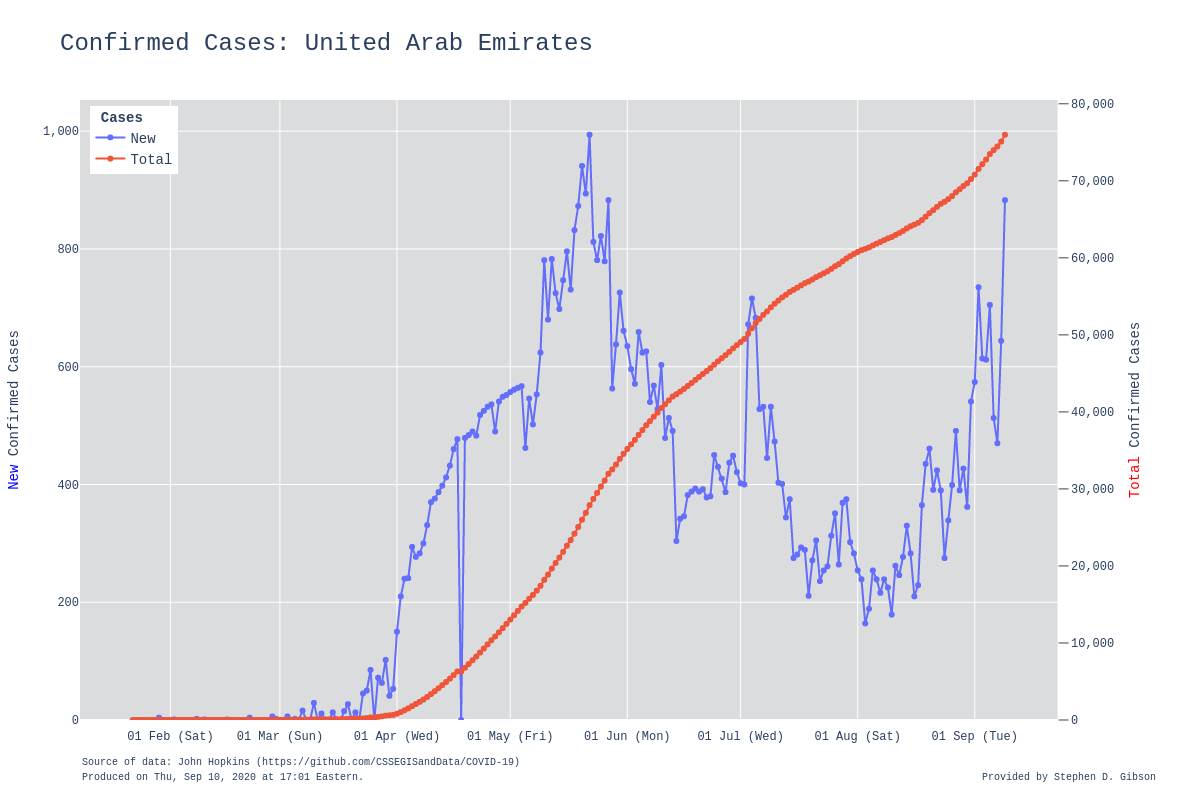 Confirmed Cases: United Arab Emirates
Cases
New
Total
1,000
800
600
400
200
0
New Confirmed Cases
80,000
70,000
60,000
50,000
40,000
30,000
20,000
10,000
0
Total Confirmed Cases
01 Feb (Sat) 01 Mar (Sun) 01 Apr (Wed) 01 May (Fri) 01 Jun (Mon) 01 Jul (Wed) 01 Aug (Sat) 01 Sep (Tue)
Source of data: John Hopkins (https://github.com/CSSEGISandData/COVID-19)
Produced on Thu, Sep 10, 2020 at 17:01 Eastern.
Provided by Stephen D. Gibson